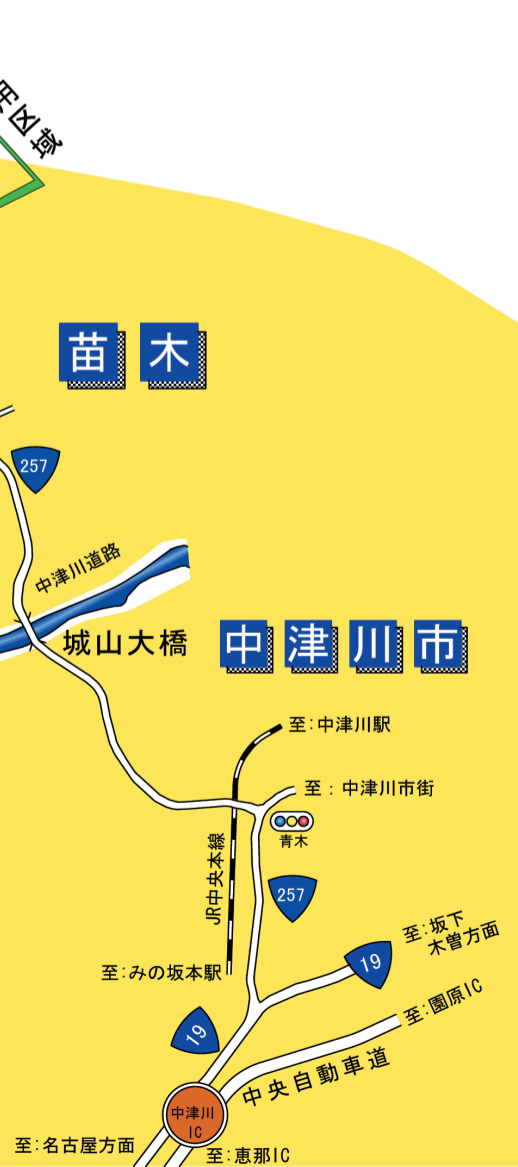 用区域
苗木
257
中津川道路
城山大橋
中津川市
至:中津川駅
至:中津川市街
青木
JR中央本線
257
至:坂下
木曽方面
19
至:みの坂本駅
至:園原IC
19
中央自動車道
中津川
IC
至:名古屋方面
至:恵那IC